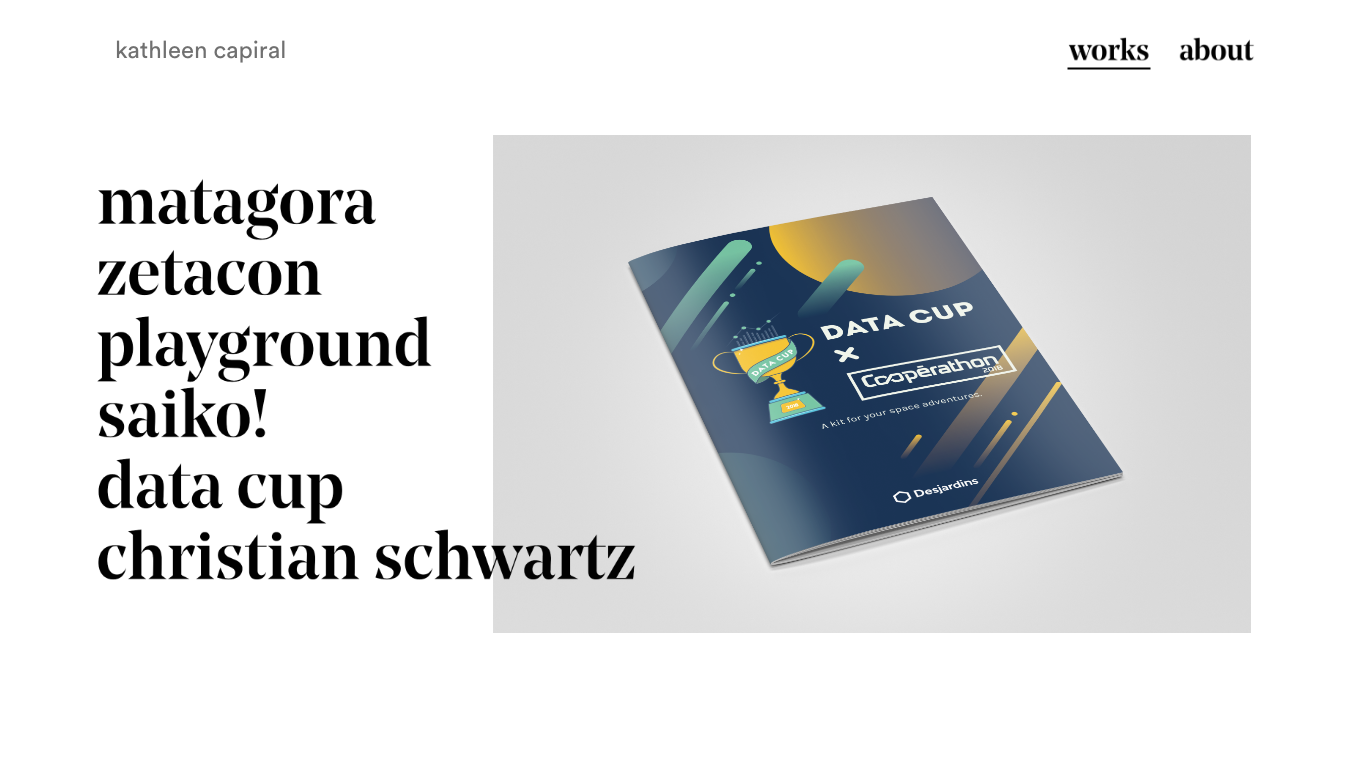 kathleen capiral
works about
matagora
zetacon
playground
saiko!
data cup
christian schwartz
DATA CUP
DATA CUP
2018
×
Coopérathon
2018
A kit for your space adventures.
Desjardins